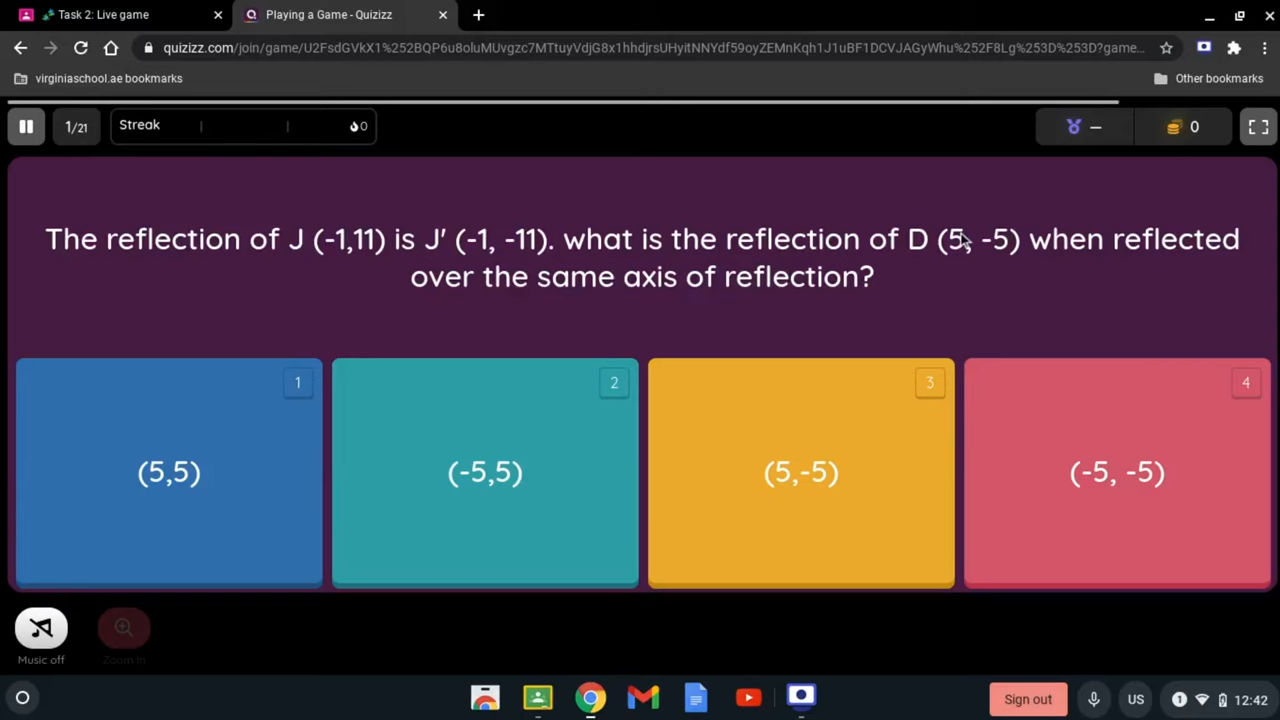 Task 2: Live game
Playing a Game - Quizizz
quizizz.com/join/game/U2FsdGVkX1%252BQP6u8oluMUvgzc7MTtuyVdjG8x1hhdjrsUHyitNNYdf59oyZEMnKqh1J1uBF1DCVJAGyWhu%252F8Lg%253D%253D?game...
virginiaschool.ae bookmarks
Other bookmarks
1/21
Streak
0
—
0
The reflection of J (-1,11) is J' (-1, -11). what is the reflection of D (5, -5) when reflected
over the same axis of reflection?
1
2
3
4
(5,5)
(-5,5)
(5,-5)
(-5, -5)
Music off
Zoom In
Sign out
US
1
12:42